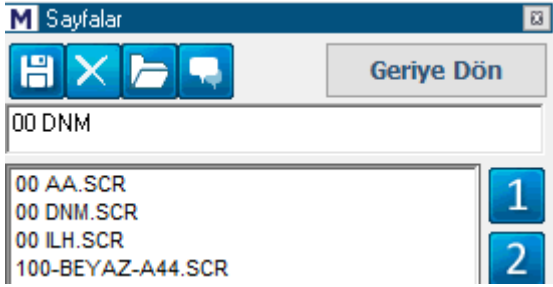 M Sayfalar
Geriye Dön
00 DNM
00 AA.SCR
1
00 DNM.SCR
00 ILH.SCR
2
100-BEYAZ-A44.SCR